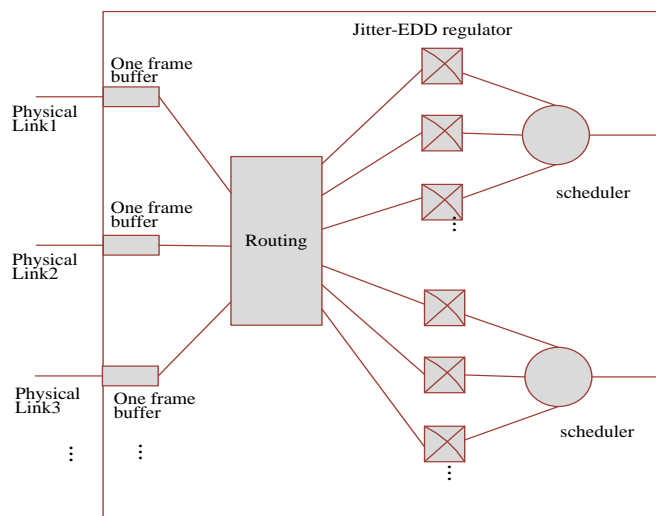 Jitter-EDD regulator
One frame
buffer
Physical
Link1
scheduler
One frame
buffer
Routing
Physical
Link2
Physical
Link3
One frame
buffer
scheduler